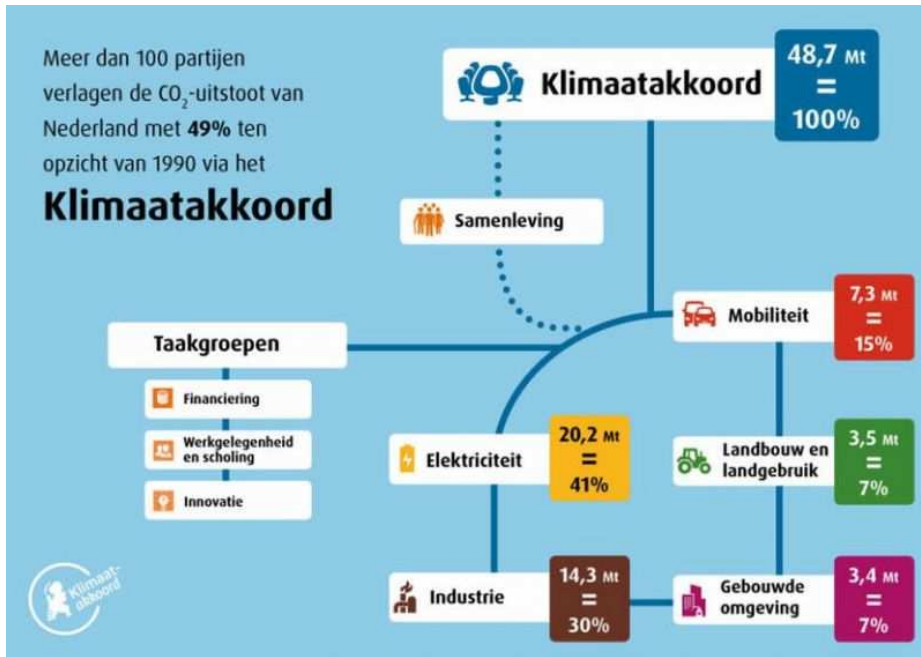 Meer dan 100 partijen
verlagen de CO₂-uitstoot van
Nederland met 49% ten
opzicht van 1990 via het
Klimaatakkoord
Klimaatakkoord
48,7 Mt
=
100%
Samenleving
Mobiliteit
7,3 Mt
=
15%
Taakgroepen
Financiering
Werkgelegenheid
en scholing
Innovatie
Elektriciteit
20,2 Mt
=
41%
Landbouw en
landgebruik
3,5 Mt
=
7%
Industrie
14,3 Mt
=
30%
Gebouwde
omgeving
3,4 Mt
=
7%
Klimaat-
akkoord